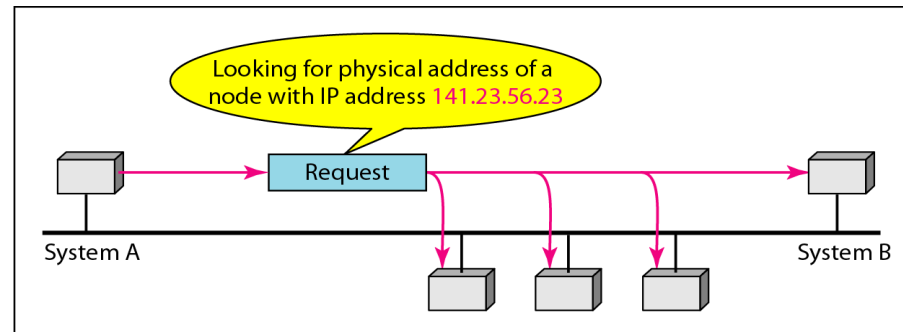 Looking for physical address of a
node with IP address 141.23.56.23
Request
System A
System B